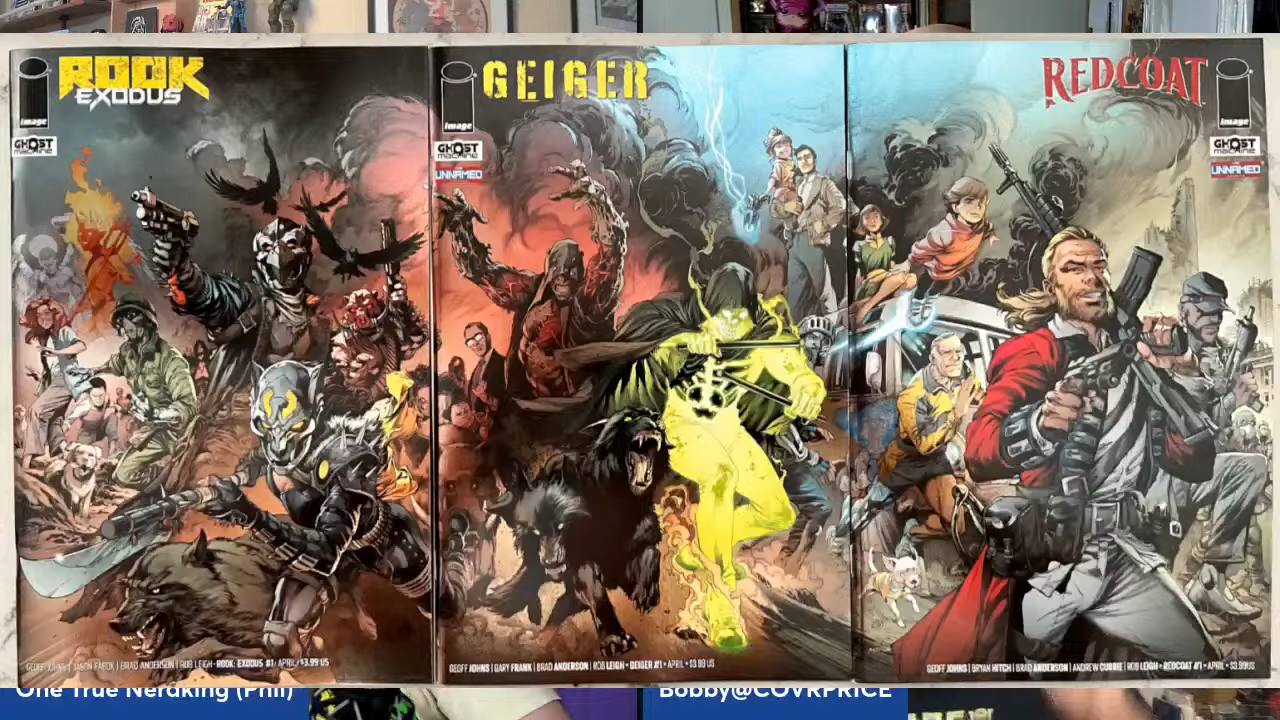 ROOK
EXODUS
image
GHOST
MACHINE
GEOFF JOHNS | JASON FABOK | BRAD ANDERSON | ROB LEIGH • ROOK: EXODUS #1 • APRIL • $3.99 US
GEIGER
image
GHOST
MACHINE
UNNAMED
GEOFF JOHNS | GARY FRANK | BRAD ANDERSON | ROB LEIGH • GEIGER #1 • APRIL • $3.99 US
REDCOAT
image
GHOST
MACHINE
UNNAMED
GEOFF JOHNS | BRYAN HITCH | BRAD ANDERSON | ANDREW CURRIE | ROB LEIGH • REDCOAT #1 • APRIL • $3.99 US
One True Nerdking (Phil)
Bobby@COVRPRICE